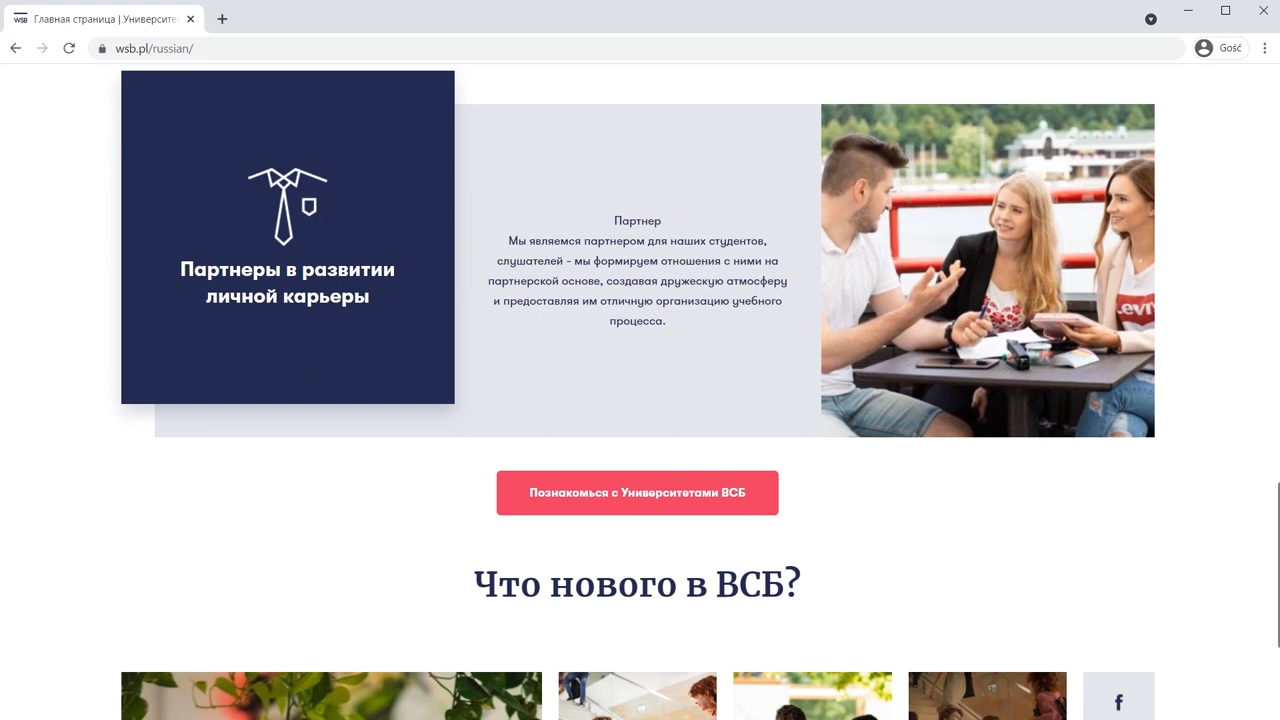 WSB
Главная страница | Университе
wsb.pl/russian/
Gość
Партнеры в развитии
личной карьеры
Партнер
Мы являемся партнером для наших студентов,
слушателей - мы формируем отношения с ними на
партнерской основе, создавая дружескую атмосферу
и предоставляя им отличную организацию учебного
процесса.
Познакомься с Университетами ВСБ
Что нового в ВСБ?
f